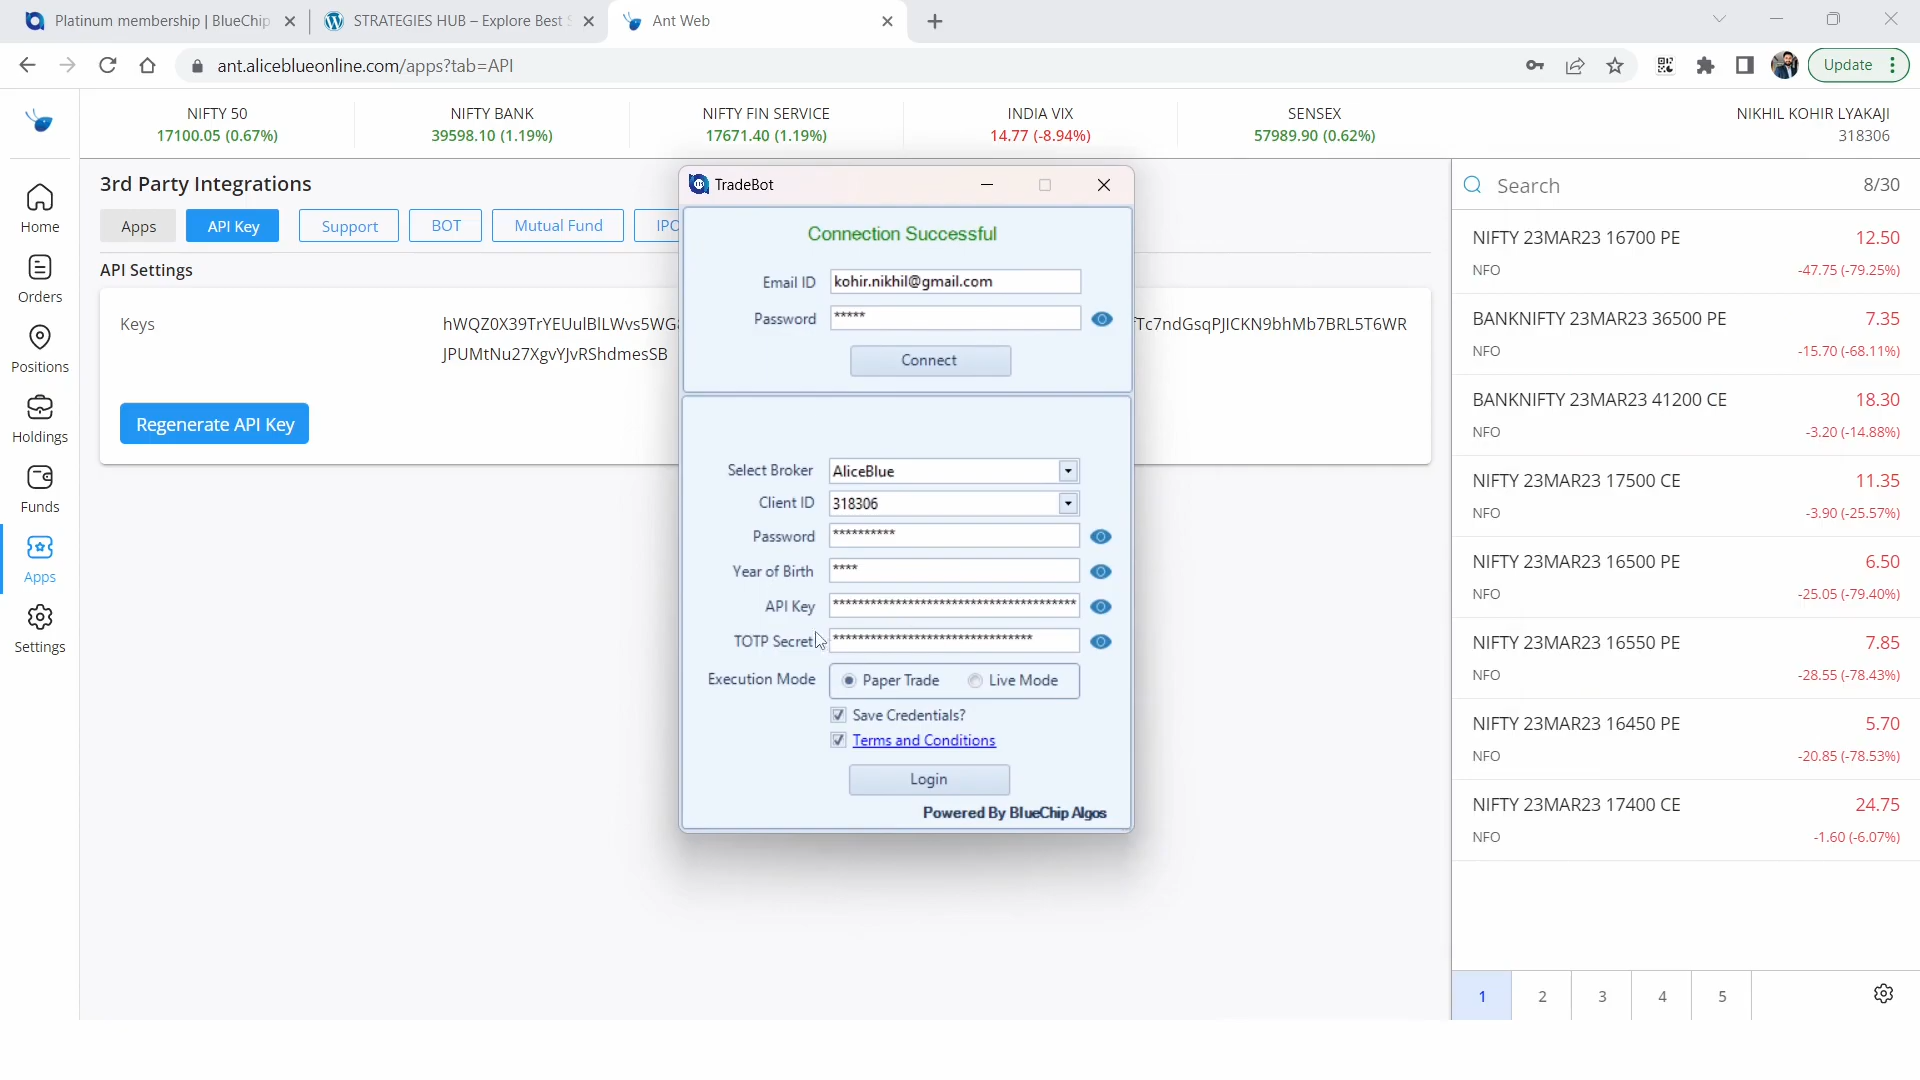 Platinum membership | BlueChip
STRATEGIES HUB – Explore Best S
Ant Web
ant.aliceblueonline.com/apps?tab=API
Update
NIFTY 50
17100.05 (0.67%)
NIFTY BANK
39598.10 (1.19%)
NIFTY FIN SERVICE
17671.40 (1.19%)
INDIA VIX
14.77 (-8.94%)
SENSEX
57989.90 (0.62%)
NIKHIL KOHIR LYAKAJI
318306
Home
Orders
Positions
Holdings
Funds
Apps
Settings
3rd Party Integrations
Apps
API Key
Support
BOT
Mutual Fund
IPO
API Settings
Keys
hWQZ0X39TrYEUulBlLWvs5WG
Tc7ndGsqPJICKN9bhMb7BRL5T6WR
JPUMtNu27XgvYJvRShdmesSB
Regenerate API Key
TradeBot
Connection Successful
Email ID
kohir.nikhil@gmail.com
Password
*****
Connect
Select Broker
AliceBlue
Client ID
318306
Password
**********
Year of Birth
****
API Key
***************************************
TOTP Secret
********************************
Execution Mode
Paper Trade
Live Mode
Save Credentials?
Terms and Conditions
Login
Powered By BlueChip Algos
Search
8/30
NIFTY 23MAR23 16700 PE
12.50
NFO
-47.75 (-79.25%)
BANKNIFTY 23MAR23 36500 PE
7.35
NFO
-15.70 (-68.11%)
BANKNIFTY 23MAR23 41200 CE
18.30
NFO
-3.20 (-14.88%)
NIFTY 23MAR23 17500 CE
11.35
NFO
-3.90 (-25.57%)
NIFTY 23MAR23 16500 PE
6.50
NFO
-25.05 (-79.40%)
NIFTY 23MAR23 16550 PE
7.85
NFO
-28.55 (-78.43%)
NIFTY 23MAR23 16450 PE
5.70
NFO
-20.85 (-78.53%)
NIFTY 23MAR23 17400 CE
24.75
NFO
-1.60 (-6.07%)
1
2
3
4
5